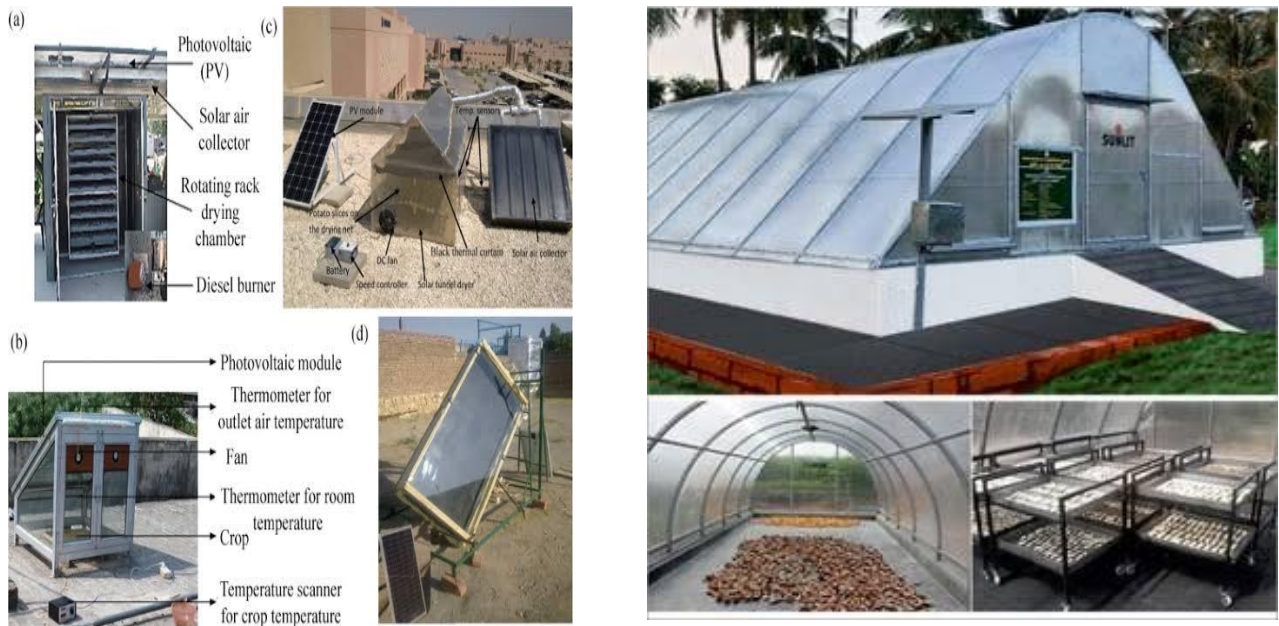 (a)
Photovoltaic
(PV)
Solar air
collector
Rotating rack
drying
chamber
Diesel burner
(c)
PV module
Temp. sensors
Potato slices on
the drying net
DC fan
Black thermal curtain
Solar air collector
Battery
Speed controller
Solar tunnel dryer
(b)
Photovoltaic module
Thermometer for
outlet air temperature
Fan
Thermometer for room
temperature
Crop
Temperature scanner
for crop temperature
(d)
SUNLIT